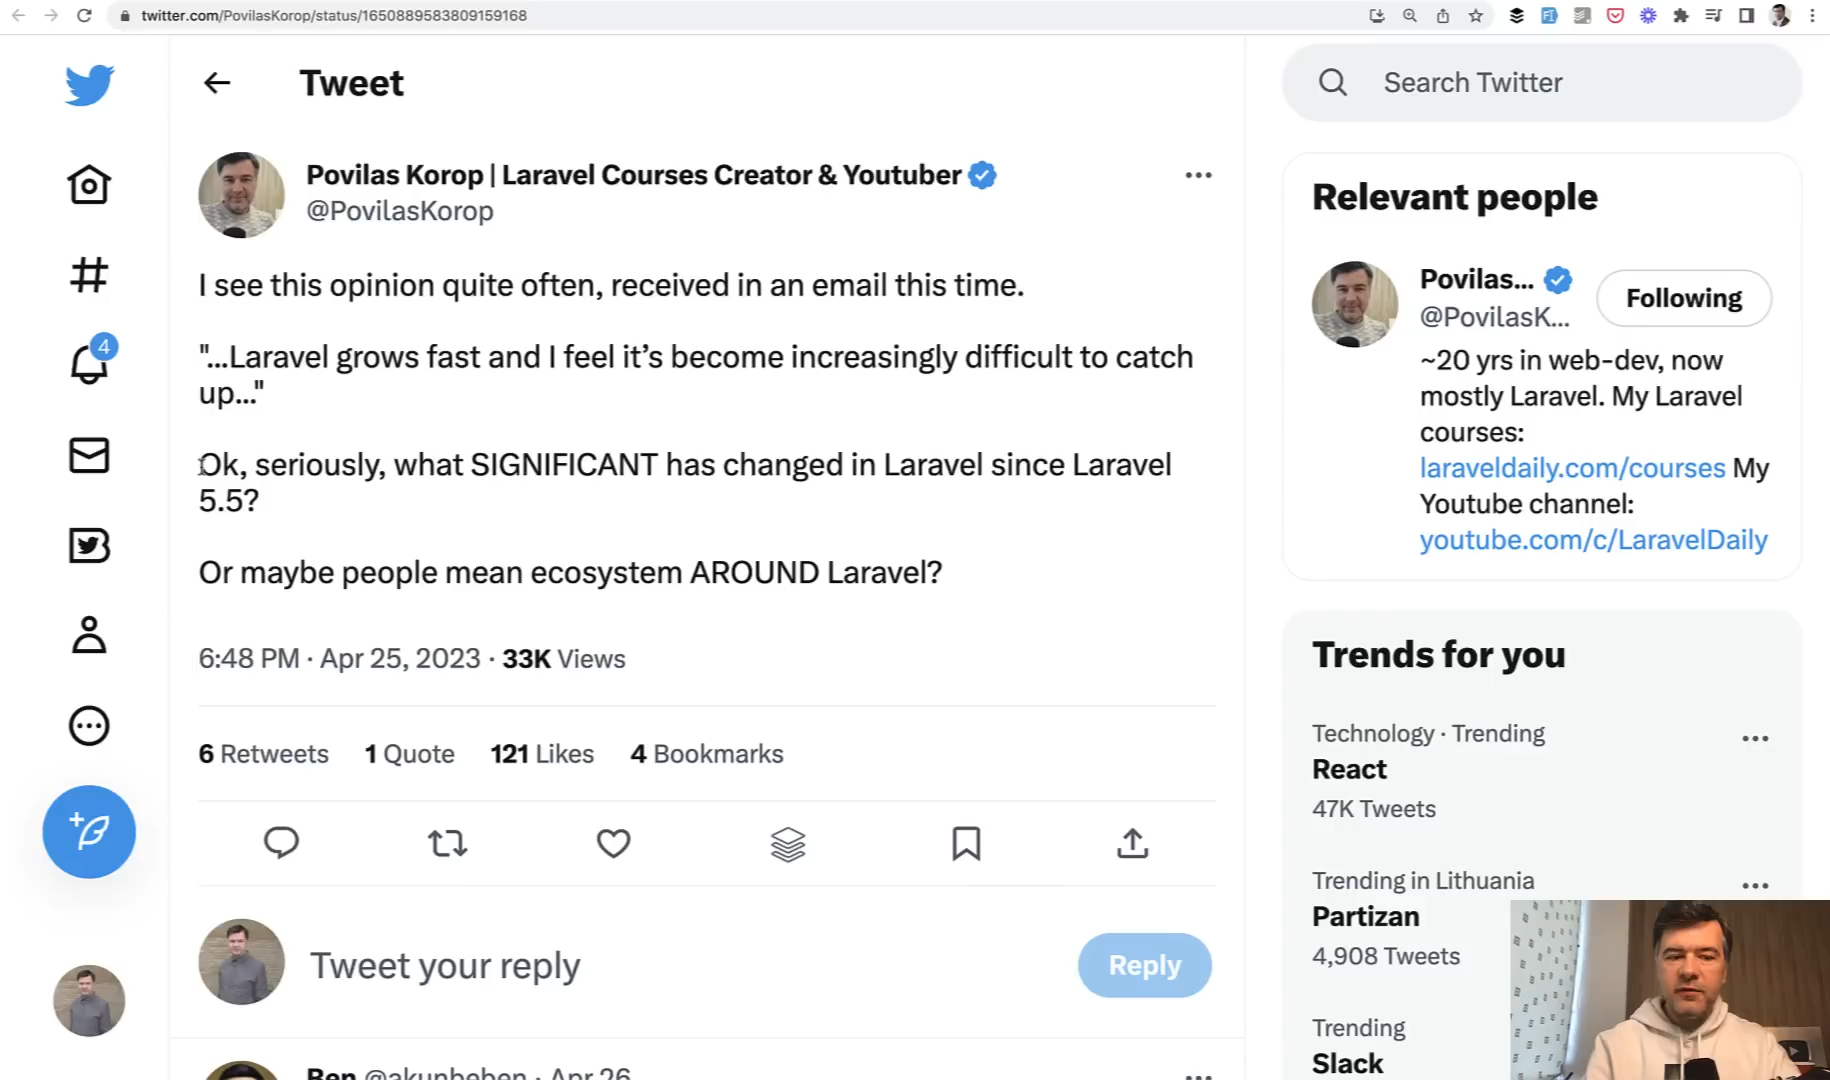 twitter.com/PovilasKorop/status/1650889583809159168
Tweet
Povilas Korop | Laravel Courses Creator & Youtuber
@PovilasKorop
I see this opinion quite often, received in an email this time.
"...Laravel grows fast and I feel it’s become increasingly difficult to catch
up..."
Ok, seriously, what SIGNIFICANT has changed in Laravel since Laravel
5.5?
Or maybe people mean ecosystem AROUND Laravel?
6:48 PM · Apr 25, 2023 · 33K Views
6 Retweets 1 Quote 121 Likes 4 Bookmarks
Tweet your reply
Reply
Ben @akunbeben · Apr 26
4
Search Twitter
Relevant people
Povilas...
@PovilasK...
Following
~20 yrs in web-dev, now
mostly Laravel. My Laravel
courses:
laraveldaily.com/courses My
Youtube channel:
youtube.com/c/LaravelDaily
Trends for you
Technology · Trending
React
47K Tweets
Trending in Lithuania
Partizan
4,908 Tweets
Trending
Slack